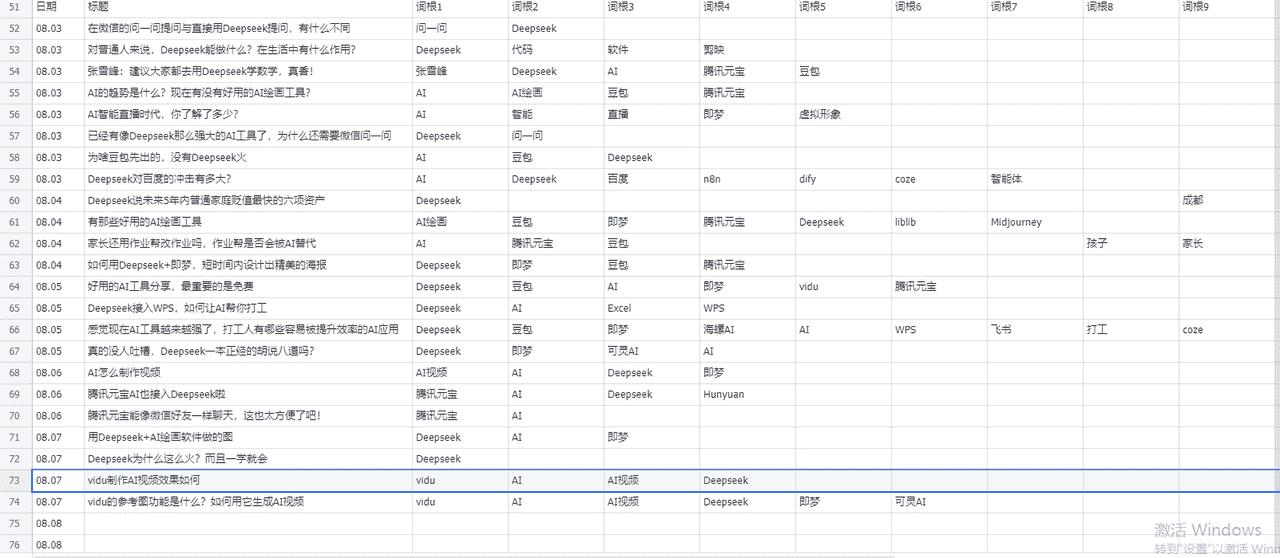 51 日期 标题 词根1 词根2 词根3 词根4 词根5 词根6 词根7 词根8 词根9
52 08.03 在微信的问一问提问与直接用Deepseek提问，有什么不同 问一问 Deepseek
53 08.03 对普通人来说，Deepseek能做什么？在生活中有什么作用？ Deepseek 代码 软件 剪映
54 08.03 张雪峰：建议大家都去用Deepseek学数学，真香！ 张雪峰 Deepseek AI 腾讯元宝 豆包
55 08.03 AI的趋势是什么？现在有没有好用的AI绘画工具？ AI AI绘画 豆包 腾讯元宝
56 08.03 AI智能直播时代，你了解了多少？ AI 智能 直播 即梦 虚拟形象
57 08.03 已经有像Deepseek那么强大的AI工具了，为什么还需要微信问一问 Deepseek 问一问
58 08.03 为啥豆包先出的，没有Deepseek火 AI 豆包 Deepseek
59 08.03 Deepseek对百度的冲击有多大？ AI Deepseek 百度 n8n dify coze 智能体
60 08.04 Deepseek说未来5年内普通家庭贬值最快的六项资产 Deepseek 成都
61 08.04 有那些好用的AI绘画工具 AI绘画 豆包 即梦 腾讯元宝 Deepseek liblib Midjourney
62 08.04 家长还用作业帮改作业吗，作业帮是否会被AI替代 AI 腾讯元宝 豆包 孩子 家长
63 08.04 如何用Deepseek+即梦，短时间内设计出精美的海报 Deepseek 即梦 豆包 腾讯元宝
64 08.05 好用的AI工具分享，最重要的是免费 Deepseek 豆包 AI 即梦 vidu 腾讯元宝
65 08.05 Deepseek接入WPS，如何让AI帮你打工 Deepseek AI Excel WPS
66 08.05 感觉现在AI工具越来越强了，打工人有哪些容易被提升效率的AI应用 Deepseek 豆包 即梦 海螺AI AI WPS 飞书 打工 coze
67 08.05 真的没人吐槽，Deepseek一本正经的胡说八道吗？ Deepseek 即梦 可灵AI AI
68 08.06 AI怎么制作视频 AI视频 AI Deepseek 即梦
69 08.06 腾讯元宝AI也接入Deepseek啦 腾讯元宝 AI Deepseek Hunyuan
70 08.06 腾讯元宝能像微信好友一样聊天，这也太方便了吧！ 腾讯元宝 AI
71 08.07 用Deepseek+AI绘画软件做的图 Deepseek AI 即梦
72 08.07 Deepseek为什么这么火？而且一学就会 Deepseek
73 08.07 vidu制作AI视频效果如何 vidu AI AI视频 Deepseek
74 08.07 vidu的参考图功能是什么？如何用它生成AI视频 vidu AI AI视频 Deepseek 即梦 可灵AI
75 08.08
76 08.08
激活 Windows
转到"设置"以激活 Win